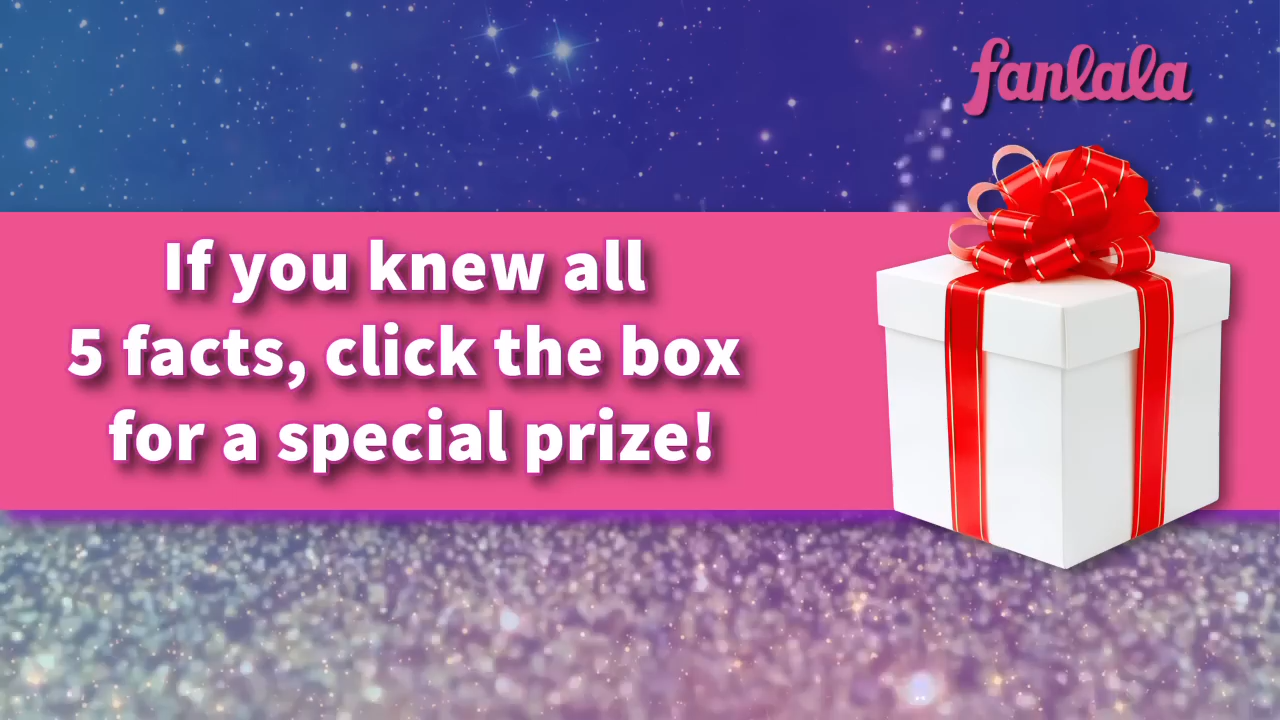 fanlala
If you knew all
5 facts, click the box
for a special prize!